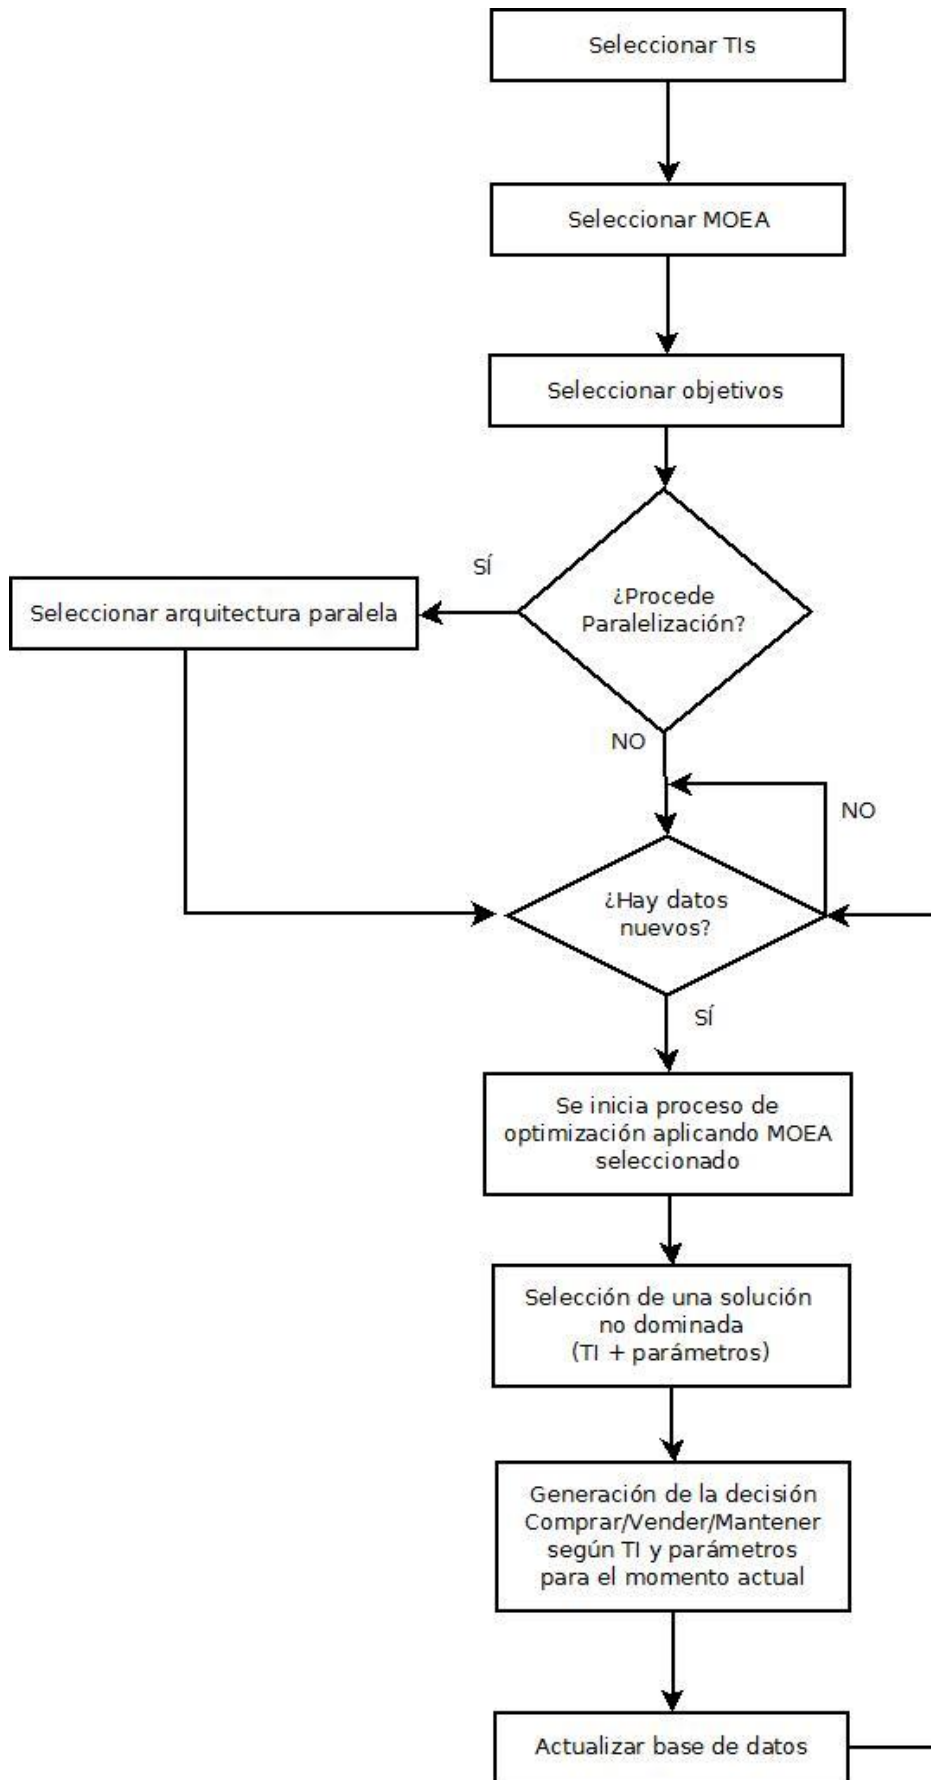 Seleccionar TIs
Seleccionar MOEA
Seleccionar objetivos
SÍ
¿Procede
Paralelización?
Seleccionar arquitectura paralela
NO
NO
¿Hay datos
nuevos?
SÍ
Se inicia proceso de
optimización aplicando MOEA
seleccionado
Selección de una solución
no dominada
(TI + parámetros)
Generación de la decisión
Comprar/Vender/Mantener
según TI y parámetros
para el momento actual
Actualizar base de datos